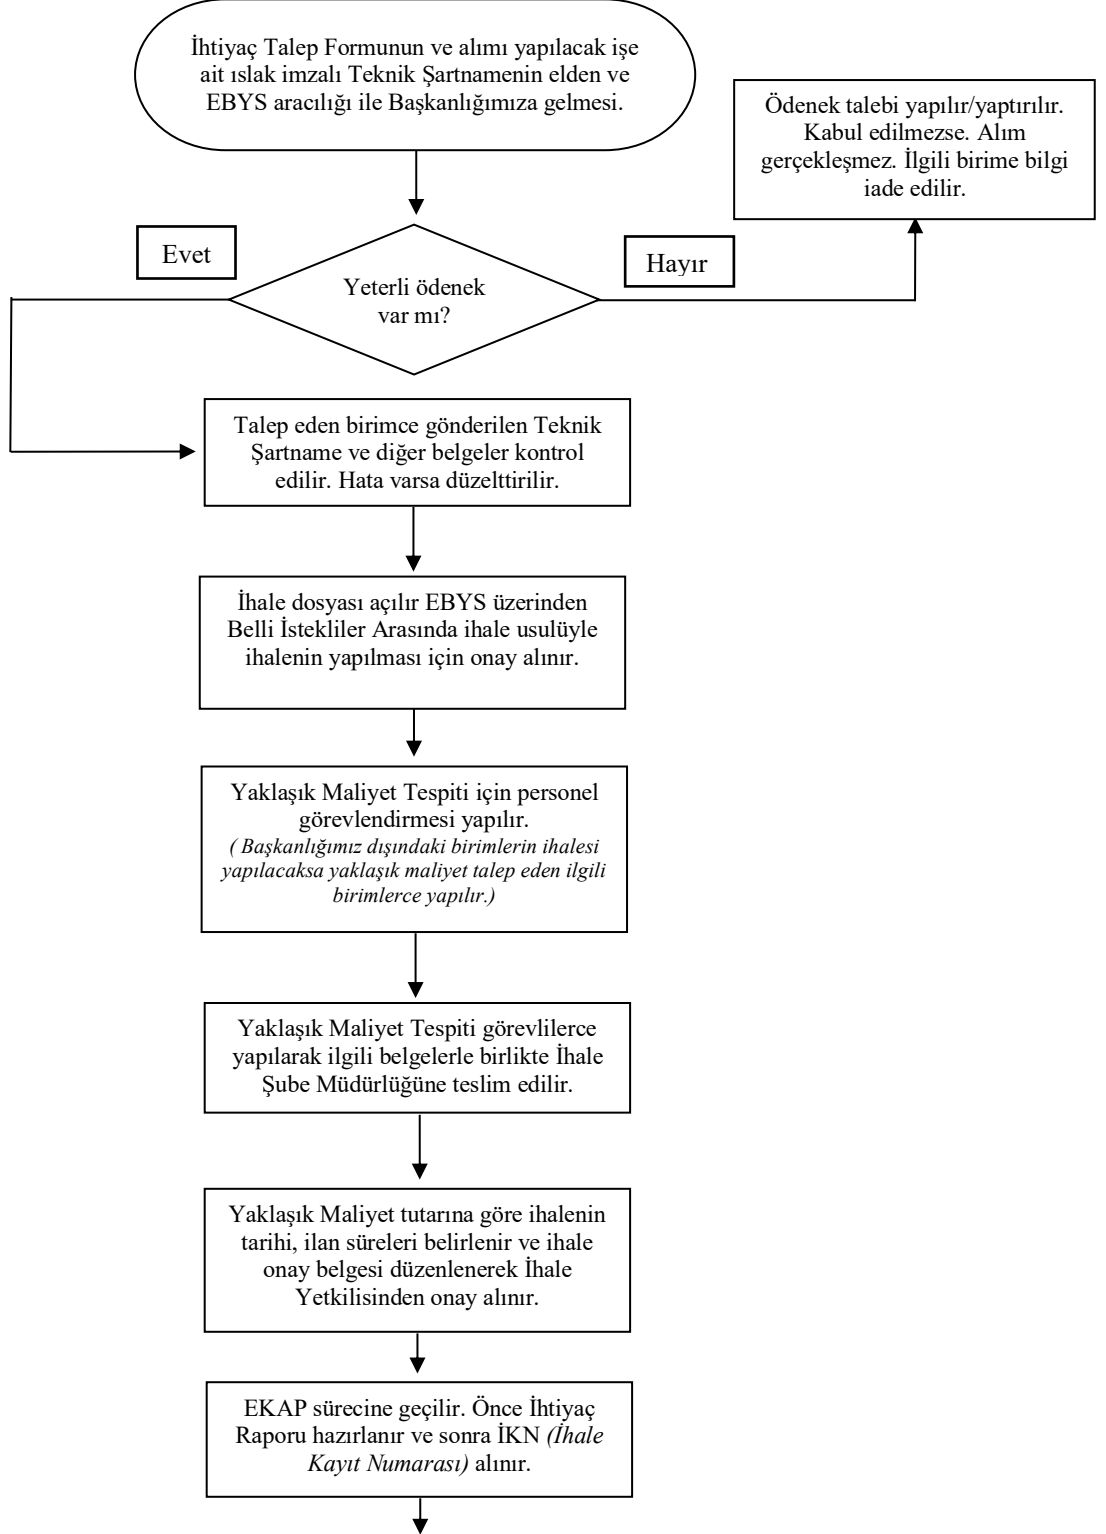 İhtiyaç Talep Formunun ve alımı yapılacak işe
ait ıslak imzalı Teknik Şartnamenin elden ve
EBYS aracılığı ile Başkanlığımıza gelmesi.
Ödenek talebi yapılır/yaptırılır.
Kabul edilmezse. Alım
gerçekleşmez. İlgili birime bilgi
iade edilir.
Evet
Hayır
Yeterli ödenek
var mı?
Talep eden birimce gönderilen Teknik
Şartname ve diğer belgeler kontrol
edilir. Hata varsa düzelttirilir.
İhale dosyası açılır EBYS üzerinden
Belli İstekliler Arasında ihale usulüyle
ihalenin yapılması için onay alınır.
Yaklaşık Maliyet Tespiti için personel
görevlendirmesi yapılır.
( Başkanlığımız dışındaki birimlerin ihalesi
yapılacaksa yaklaşık maliyet talep eden ilgili
birimlerce yapılır.)
Yaklaşık Maliyet Tespiti görevlilerce
yapılarak ilgili belgelerle birlikte İhale
Şube Müdürlüğüne teslim edilir.
Yaklaşık Maliyet tutarına göre ihalenin
tarihi, ilan süreleri belirlenir ve ihale
onay belgesi düzenlenerek İhale
Yetkilisinden onay alınır.
EKAP sürecine geçilir. Önce İhtiyaç
Raporu hazırlanır ve sonra İKN (İhale
Kayıt Numarası) alınır.